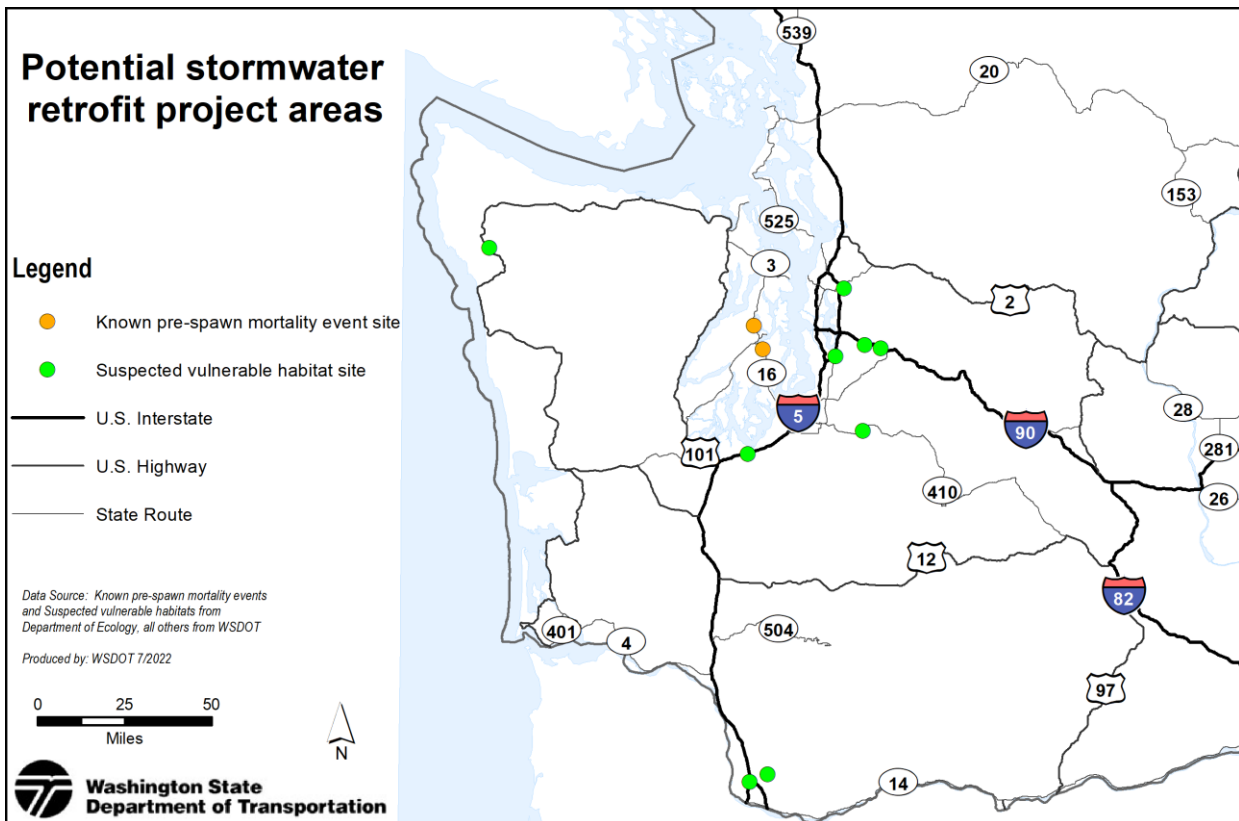 Potential stormwater
retrofit project areas
Legend
Known pre-spawn mortality event site
Suspected vulnerable habitat site
U.S. Interstate
U.S. Highway
State Route
Data Source: Known pre-spawn mortality events
and Suspected vulnerable habitats from
Department of Ecology, all others from WSDOT
Produced by: WSDOT 7/2022
0 25 50
Miles
N
Washington State
Department of Transportation
539
20
153
525
3
2
16
5
90
28
281
26
101
410
12
82
401
4
504
97
14